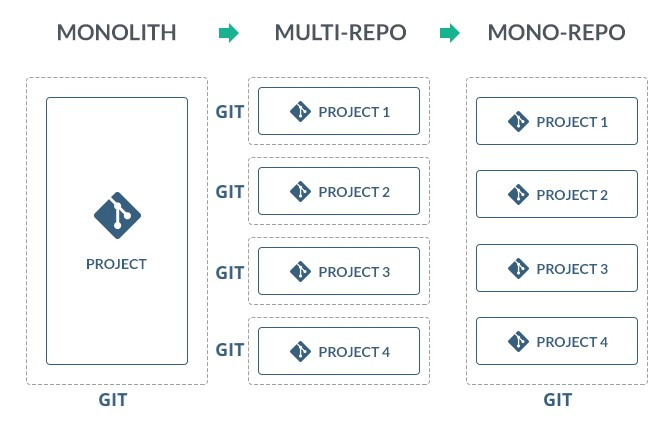 MONOLITH
MULTI-REPO
MONO-REPO
PROJECT
GIT
GIT
PROJECT 1
GIT
PROJECT 2
GIT
PROJECT 3
GIT
PROJECT 4
PROJECT 1
PROJECT 2
PROJECT 3
PROJECT 4
GIT